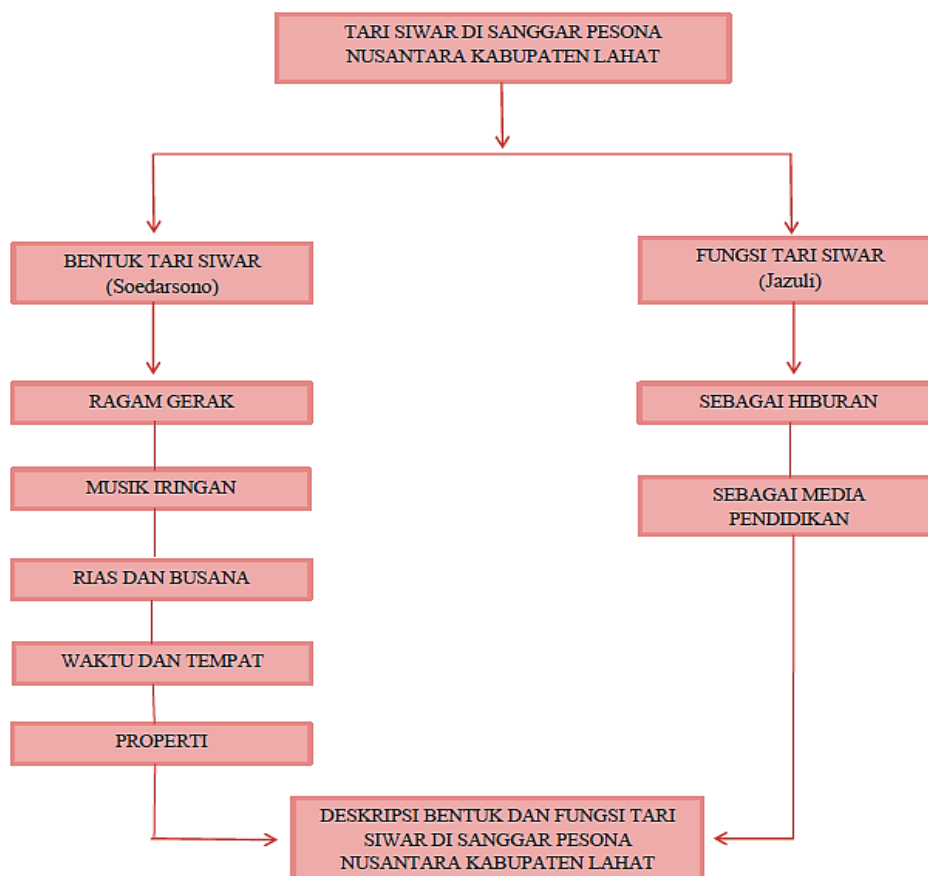 TARI SIWAR DI SANGGAR PESONA
NUSANTARA KABUPATEN LAHAT
BENTUK TARI SIWAR
(Soedarsono)
RAGAM GERAK
MUSIK IRINGAN
RIAS DAN BUSANA
WAKTU DAN TEMPAT
PROPERTI
FUNGSI TARI SIWAR
(Jazuli)
SEBAGAI HIBURAN
SEBAGAI MEDIA
PENDIDIKAN
DESKRIPSI BENTUK DAN FUNGSI TARI
SIWAR DI SANGGAR PESONA
NUSANTARA KABUPATEN LAHAT